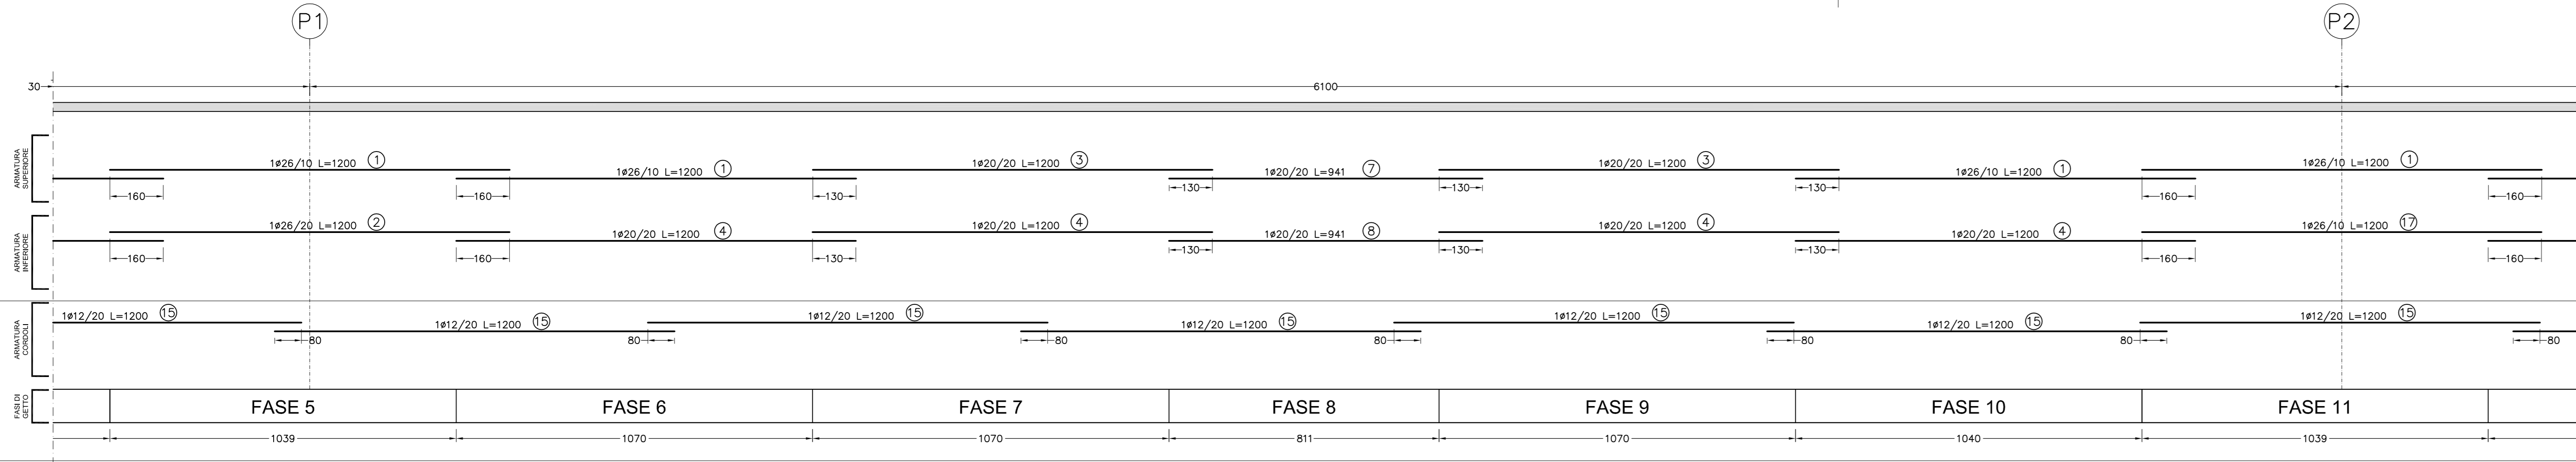 P1
P2
30
6100
ARMATURA
SUPERIORE
1ø26/10 L=1200 1
1ø26/10 L=1200 1
1ø20/20 L=1200 3
1ø20/20 L=941 7
1ø20/20 L=1200 3
1ø26/10 L=1200 1
1ø26/10 L=1200 1
160
160
130
130
130
130
160
160
ARMATURA
INFERIORE
1ø26/20 L=1200 2
1ø20/20 L=1200 4
1ø20/20 L=1200 4
1ø20/20 L=941 8
1ø20/20 L=1200 4
1ø20/20 L=1200 4
1ø26/10 L=1200 17
160
160
130
130
130
130
160
160
ARMATURA
CORDOLI
1ø12/20 L=1200 15
1ø12/20 L=1200 15
1ø12/20 L=1200 15
1ø12/20 L=1200 15
1ø12/20 L=1200 15
1ø12/20 L=1200 15
1ø12/20 L=1200 15
80
80
80
80
80
80
80
FASI DI
GETTO
FASE 5
FASE 6
FASE 7
FASE 8
FASE 9
FASE 10
FASE 11
1039
1070
1070
811
1070
1040
1039